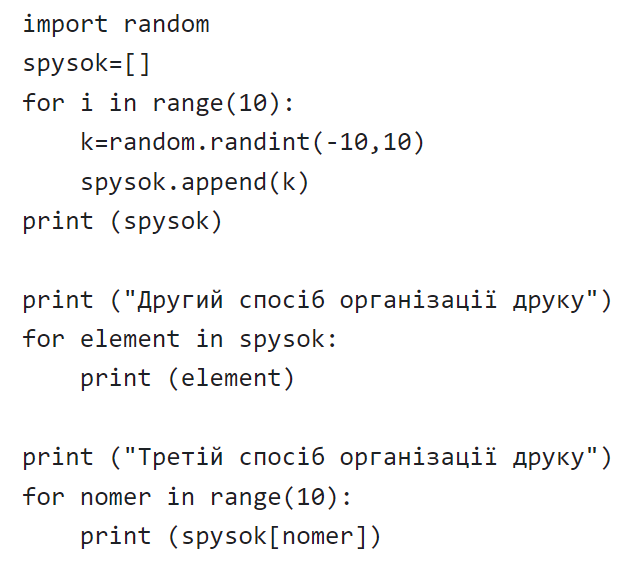 import random
spysok=[]
for i in range(10):
    k=random.randint(-10,10)
    spysok.append(k)
print (spysok)

print ("Другий спосіб організації друку")
for element in spysok:
    print (element)

print ("Третій спосіб організації друку")
for nomer in range(10):
    print (spysok[nomer])